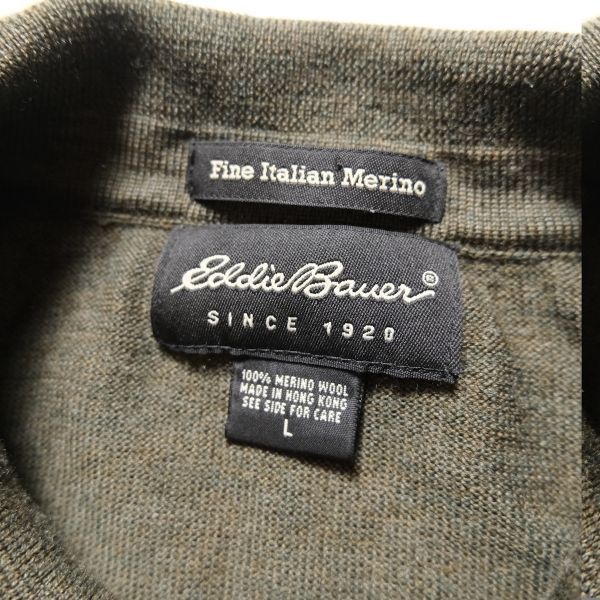 Fine Italian Merino
Eddie Bauer®
SINCE 1920
100% MERINO WOOL
MADE IN HONG KONG
SEE SIDE FOR CARE
L